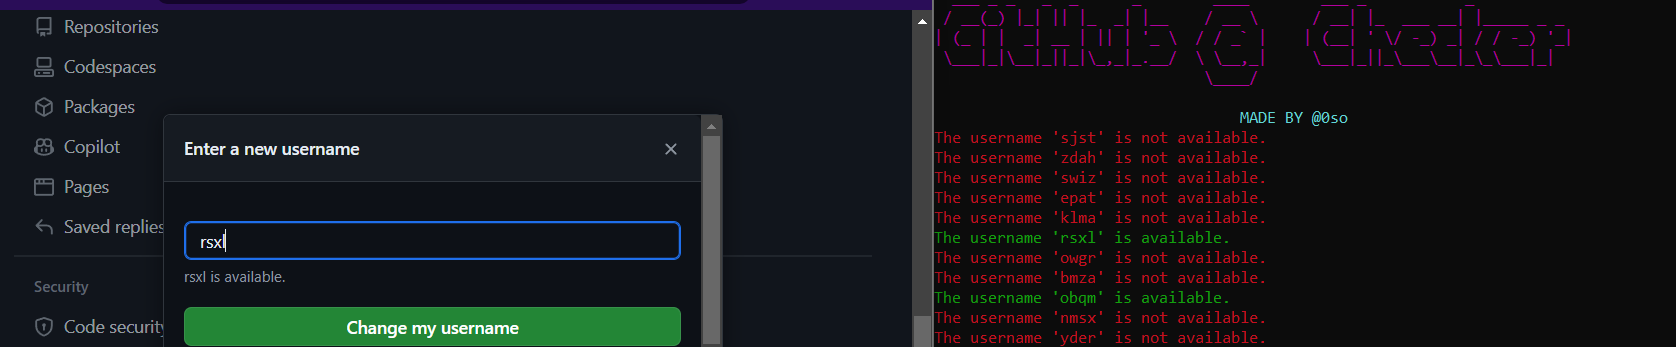 Repositories
Codespaces
Packages
Copilot
Pages
Saved replies
Security
Code security
Enter a new username
rsxl
rsxl is available.
Change my username
GitHub @ Checker
MADE BY @0so
The username 'sjst' is not available.
The username 'zdah' is not available.
The username 'swiz' is not available.
The username 'epat' is not available.
The username 'klma' is not available.
The username 'rsxl' is available.
The username 'owgr' is not available.
The username 'bmza' is not available.
The username 'obqm' is available.
The username 'nmsx' is not available.
The username 'yder' is not available.